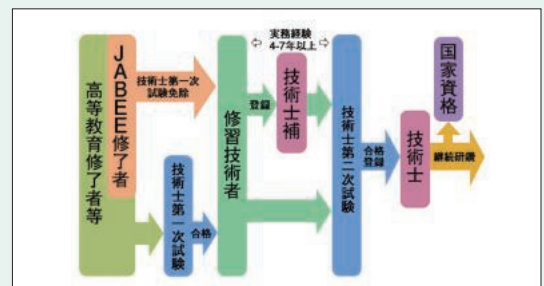 高等教育修了者等
JABEE修了者
技術士第一次
試験免除
技術士第一次試験
合格
修習技術者
実務経験
4-7年以上
登録
技術士補
技術士第二次試験
合格
登録
技術士
国家資格
継続研鑽